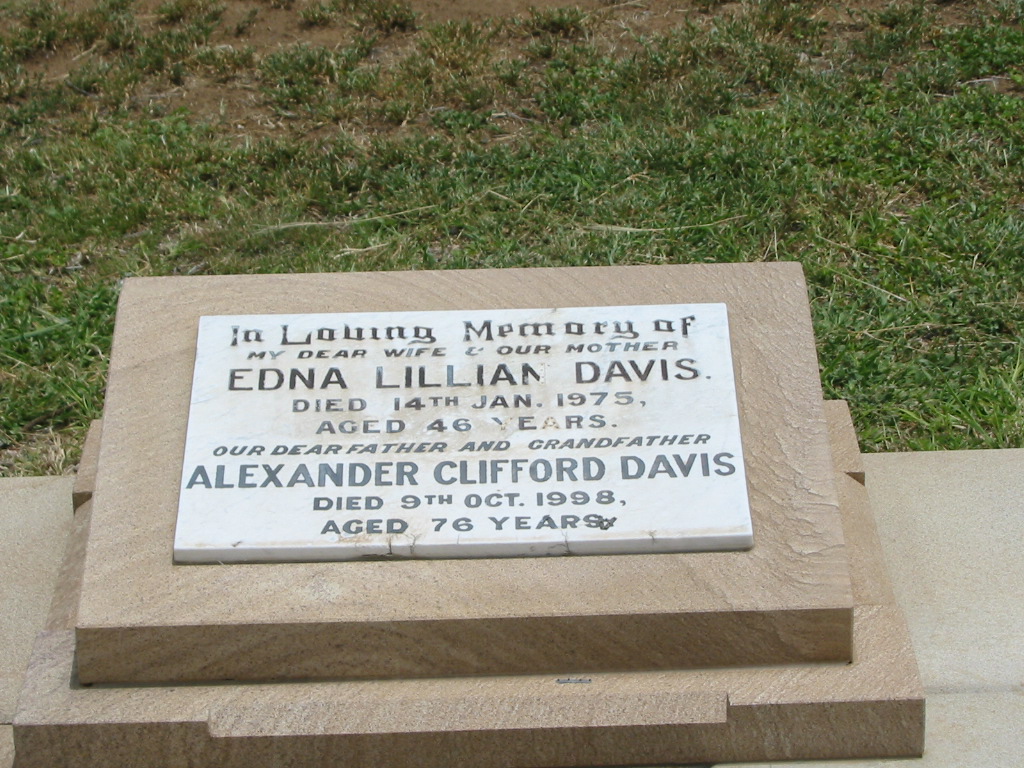 In Loving Memory of
MY DEAR WIFE & OUR MOTHER
EDNA LILLIAN DAVIS.
DIED 14TH JAN. 1975,
AGED 46 YEARS.
OUR DEAR FATHER AND GRANDFATHER
ALEXANDER CLIFFORD DAVIS
DIED 9TH OCT. 1998,
AGED 76 YEARS